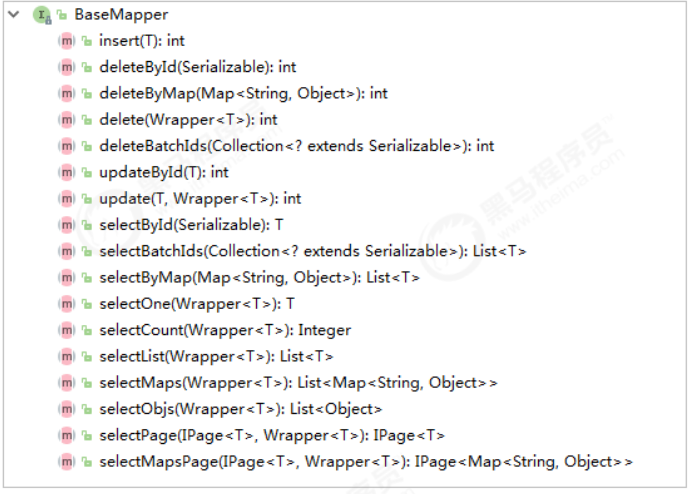 BaseMapper
insert(T): int
deleteById(Serializable): int
deleteByMap(Map<String, Object>): int
delete(Wrapper<T>): int
deleteBatchIds(Collection<? extends Serializable>): int
updateById(T): int
update(T, Wrapper<T>): int
selectById(Serializable): T
selectBatchIds(Collection<? extends Serializable>): List<T>
selectByMap(Map<String, Object>): List<T>
selectOne(Wrapper<T>): T
selectCount(Wrapper<T>): Integer
selectList(Wrapper<T>): List<T>
selectMaps(Wrapper<T>): List<Map<String, Object>>
selectObjs(Wrapper<T>): List<Object>
selectPage(IPage<T>, Wrapper<T>): IPage<T>
selectMapsPage(IPage<T>, Wrapper<T>): IPage<Map<String, Object>>
黑马程序员
www.itheima.com